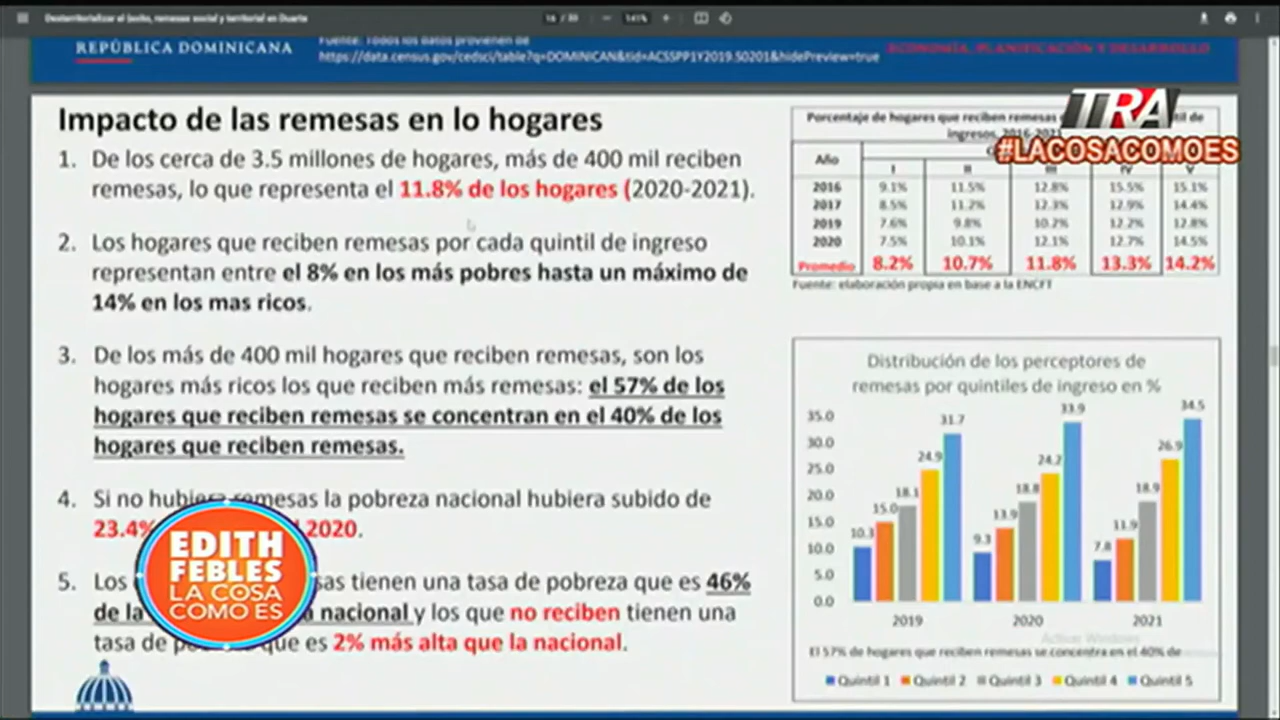 Desterritorializar el éxito, remesas social y territorial en Duarte
16 / 141%
REPÚBLICA DOMINICANA
Fuente: Todos los datos provienen de
https://data.census.gov/cedsci/table?q=DOMINICAN&tid=ACSSPP1Y2019.S0201&hidePreview=true
ECONOMÍA, PLANIFICACIÓN Y DESARROLLO
Impacto de las remesas en lo hogares
1. De los cerca de 3.5 millones de hogares, más de 400 mil reciben
remesas, lo que representa el 11.8% de los hogares (2020-2021).
2. Los hogares que reciben remesas por cada quintil de ingreso
representan entre el 8% en los más pobres hasta un máximo de
14% en los mas ricos.
3. De los más de 400 mil hogares que reciben remesas, son los
hogares más ricos los que reciben más remesas: el 57% de los
hogares que reciben remesas se concentran en el 40% de los
hogares que reciben remesas.
4. Si no hubiera remesas la pobreza nacional hubiera subido de
23.4% 2020.
5. Los tienen una tasa de pobreza que es 46%
de la nacional y los que no reciben tienen una
tasa de que es 2% más alta que la nacional.
EDITH
FEBLES
LA COSA
COMO ES
TRA
#LACOSACOMOES
Porcentaje de hogares que reciben remesas de
ingresos, 2016-2021
Año
I II III IV V
2016 9.1% 11.5% 12.8% 15.5% 15.1%
2017 8.5% 11.2% 12.3% 12.9% 14.4%
2019 7.6% 9.8% 10.2% 12.2% 12.8%
2020 7.5% 10.1% 12.1% 12.7% 14.5%
Promedio 8.2% 10.7% 11.8% 13.3% 14.2%
Fuente: elaboración propia en base a la ENCFT
Distribución de los perceptores de
remesas por quintiles de ingreso en %
35.0
30.0
25.0
20.0
15.0
10.0
5.0
0.0
10.3 15.0 18.1 24.9 31.7
9.3 13.9 18.8 24.2 33.9
7.8 11.9 18.9 26.9 34.5
2019 2020 2021
Activar Windows
El 57% de hogares que reciben remesas se concentra en el 40% de
Quintil 1 Quintil 2 Quintil 3 Quintil 4 Quintil 5